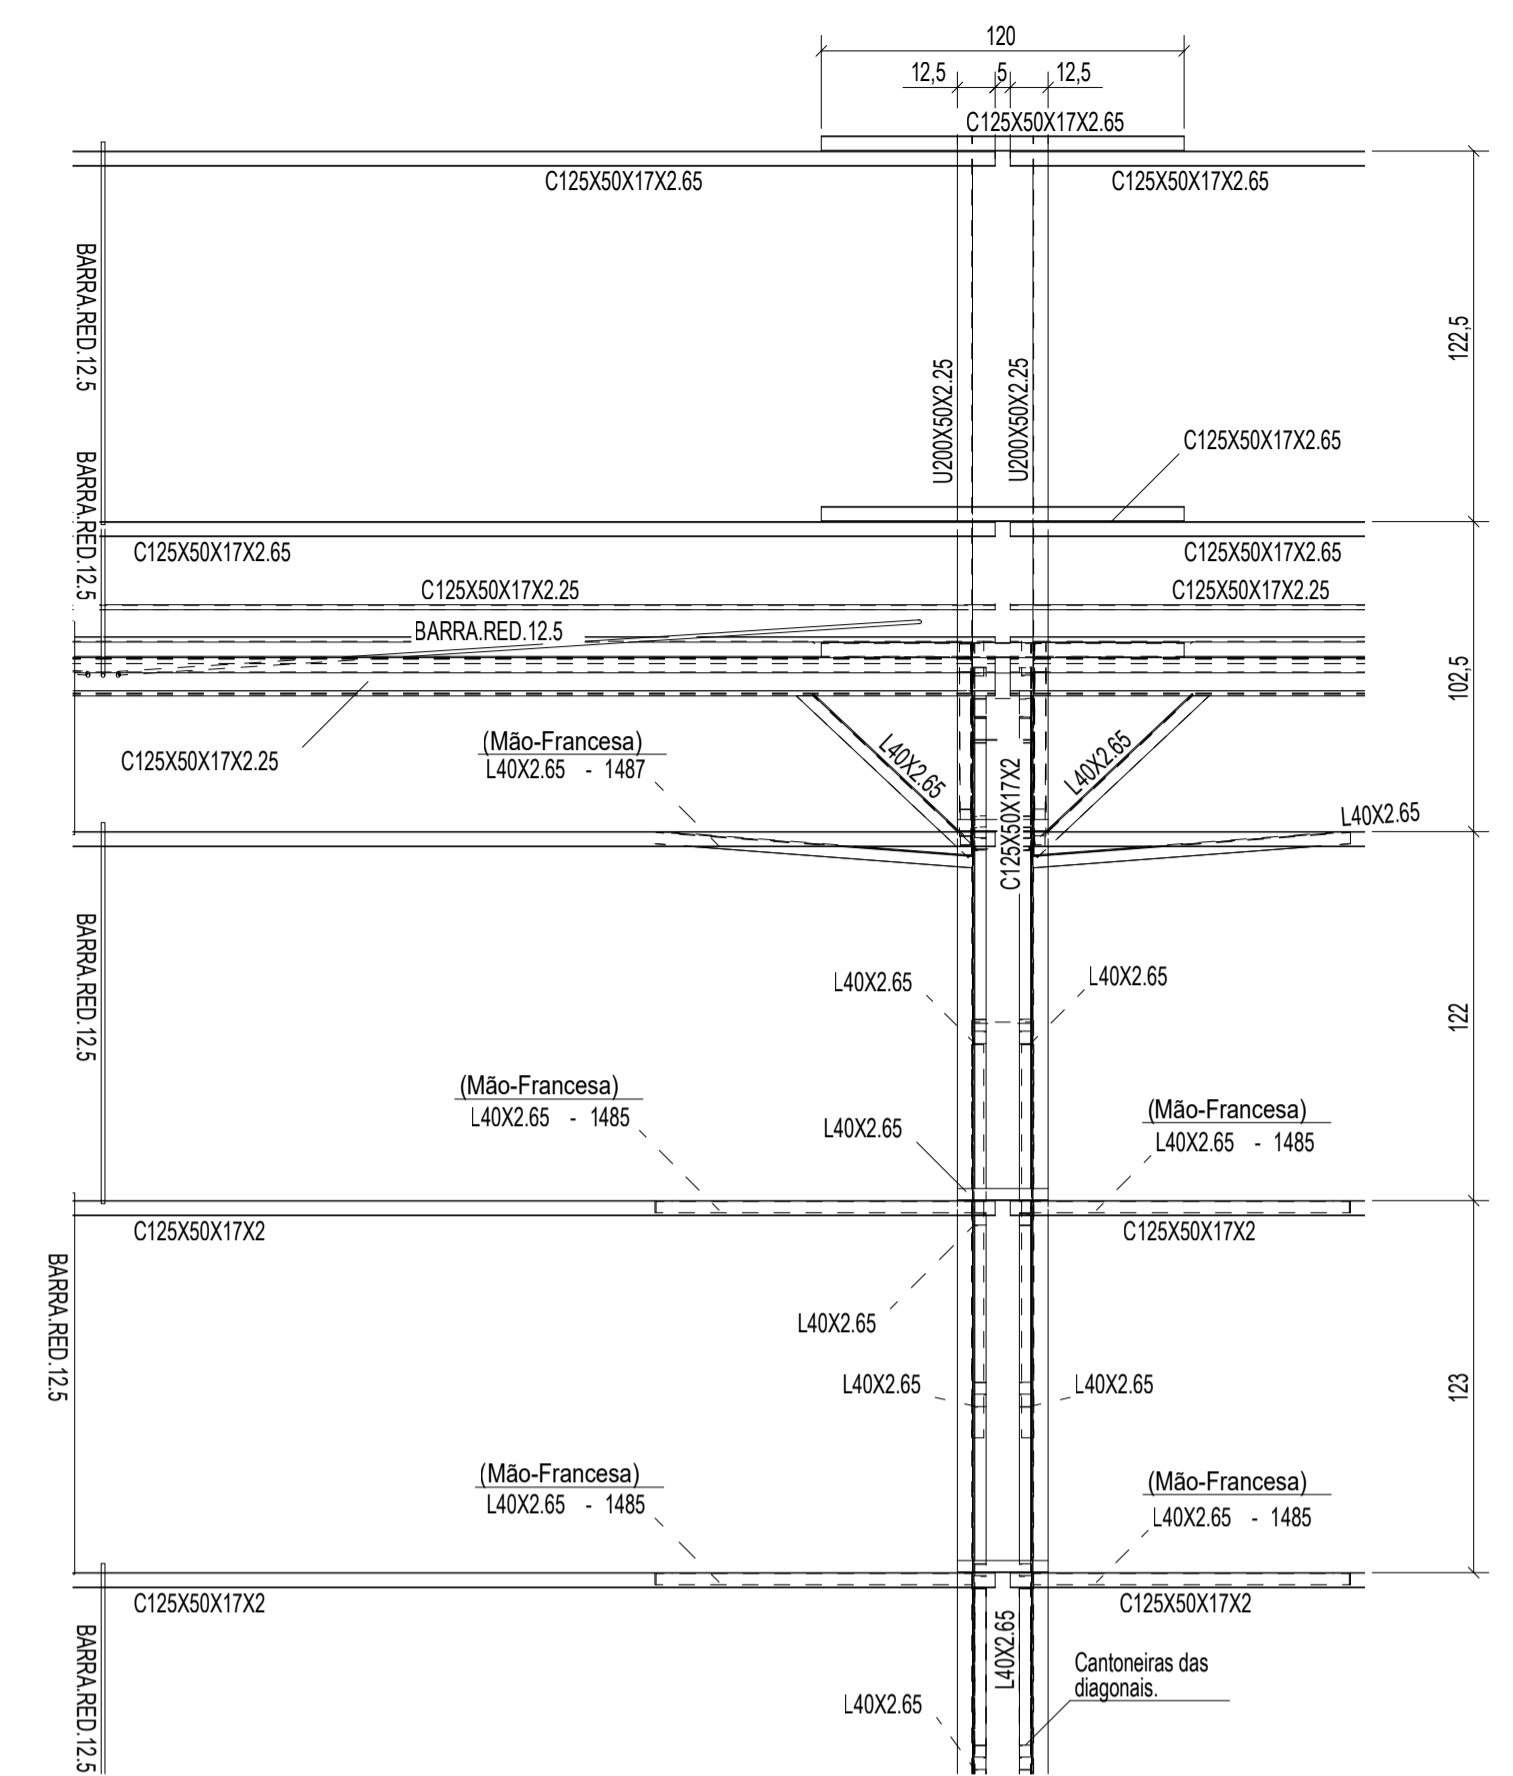 120
12,5
5
12,5
C125X50X17X2.65
C125X50X17X2.65
C125X50X17X2.65
BARRA.RED.12.5
122,5
U200X50X2.25
U200X50X2.25
C125X50X17X2.65
BARRA.RED.12.5
C125X50X17X2.65
C125X50X17X2.65
C125X50X17X2.25
C125X50X17X2.25
BARRA.RED.12.5
102,5
C125X50X17X2.25
(Mão-Francesa)
L40X2.65 - 1487
L40X2.65
L40X2.65
C125X50X17X2
L40X2.65
BARRA.RED.12.5
L40X2.65
L40X2.65
122
(Mão-Francesa)
L40X2.65 - 1485
L40X2.65
(Mão-Francesa)
L40X2.65 - 1485
C125X50X17X2
C125X50X17X2
BARRA.RED.12.5
L40X2.65
L40X2.65
L40X2.65
123
(Mão-Francesa)
L40X2.65 - 1485
(Mão-Francesa)
L40X2.65 - 1485
C125X50X17X2
C125X50X17X2
BARRA.RED.12.5
L40X2.65
L40X2.65
Cantoneiras das
diagonais.